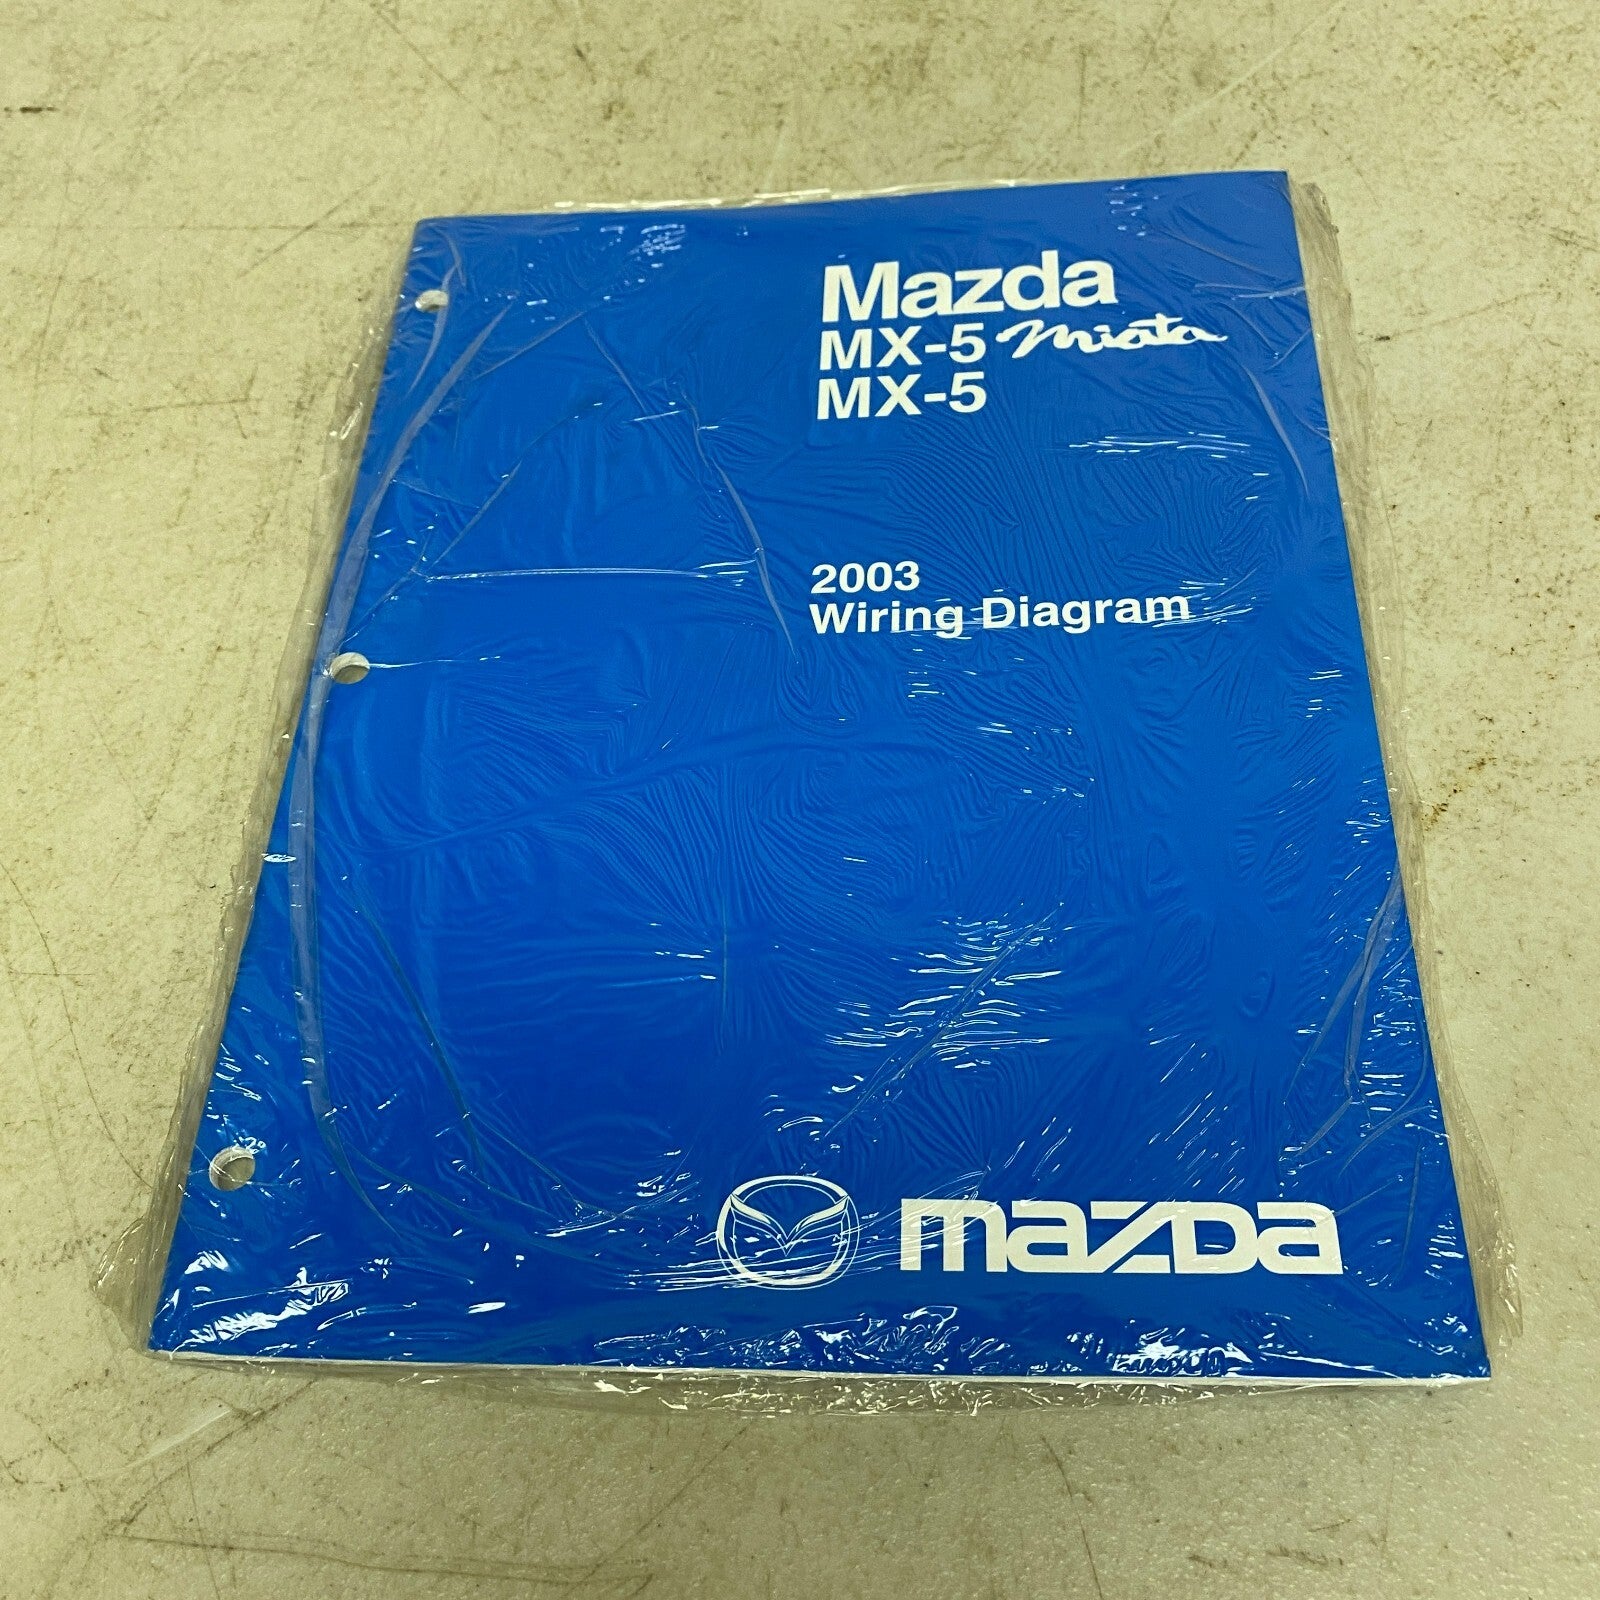 Mazda
MX-5 Miata
MX-5
2003
Wiring Diagram
mazda